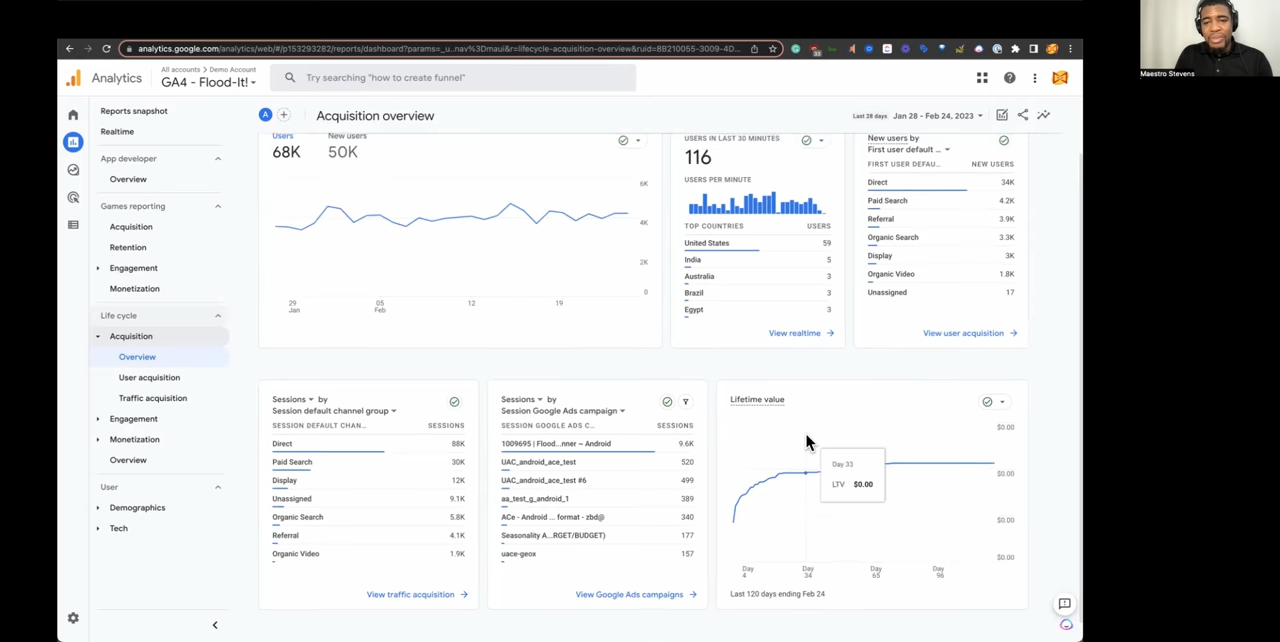 analytics.google.com/analytics/web/#/p153293282/reports/dashboard?params=_u..nav%3Dmaui&r=lifecycle-acquisition-overview&ruid=8B210055-3009-4D...
Maestro Stevens
Analytics
All accounts > Demo Account
GA4 - Flood-It!
Try searching "how to create funnel"
Reports snapshot
Realtime
App developer
Overview
Games reporting
Acquisition
Retention
Engagement
Monetization
Life cycle
Acquisition
Overview
User acquisition
Traffic acquisition
Engagement
Monetization
Overview
User
Demographics
Tech
A
Acquisition overview
Last 28 days Jan 28 - Feb 24, 2023
Users New users
68K 50K
6K
4K
2K
0
29 Jan
05 Feb
12
19
USERS IN LAST 30 MINUTES
116
USERS PER MINUTE
TOP COUNTRIES USERS
United States 59
India 5
Australia 3
Brazil 3
Egypt 3
View realtime
New users by
First user default ...
FIRST USER DEFAU... NEW USERS
Direct 34K
Paid Search 4.2K
Referral 3.9K
Organic Search 3.3K
Display 3K
Organic Video 1.8K
Unassigned 17
View user acquisition
Sessions by
Session default channel group
SESSION DEFAULT CHAN... SESSIONS
Direct 88K
Paid Search 30K
Display 12K
Unassigned 9.1K
Organic Search 5.8K
Referral 4.1K
Organic Video 1.9K
View traffic acquisition
Sessions by
Session Google Ads campaign
SESSION GOOGLE ADS C... SESSIONS
1009695 | Flood...nner ~ Android 9.6K
UAC_android_ace_test 520
UAC_android_ace_test #6 499
aa_test_g_android_1 389
ACe - Android ... format - zbd@ 340
Seasonality A...RGET/BUDGET) 177
uace-geox 157
View Google Ads campaigns
Lifetime value
$0.00
$0.00
$0.00
$0.00
Day 33
LTV $0.00
Day 4
Day 34
Day 65
Day 96
Last 120 days ending Feb 24